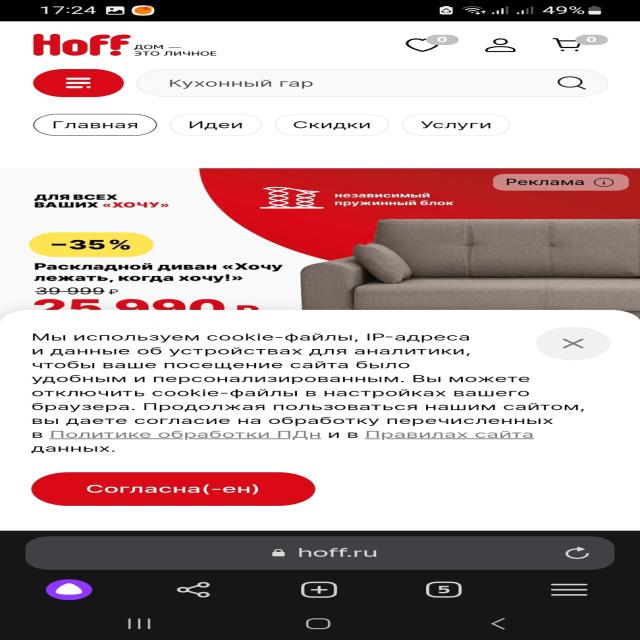 17:24
49%
Hoff
ДОМ —
ЭТО ЛИЧНОЕ
0
0
Кухонный гар
Главная
Идеи
Скидки
Услуги
Реклама
ДЛЯ ВСЕХ
ВАШИХ «ХОЧУ»
независимый
пружинный блок
−35%
Раскладной диван «Хочу
лежать, когда хочу!»
39 999 ₽
25 990 ₽
Мы используем cookie-файлы, IP-адреса
и данные об устройствах для аналитики,
чтобы ваше посещение сайта было
удобным и персонализированным. Вы можете
отключить cookie-файлы в настройках вашего
браузера. Продолжая пользоваться нашим сайтом,
вы даете согласие на обработку перечисленных
в Политике обработки ПДн и в Правилах сайта
данных.
Согласна(-ен)
hoff.ru
5